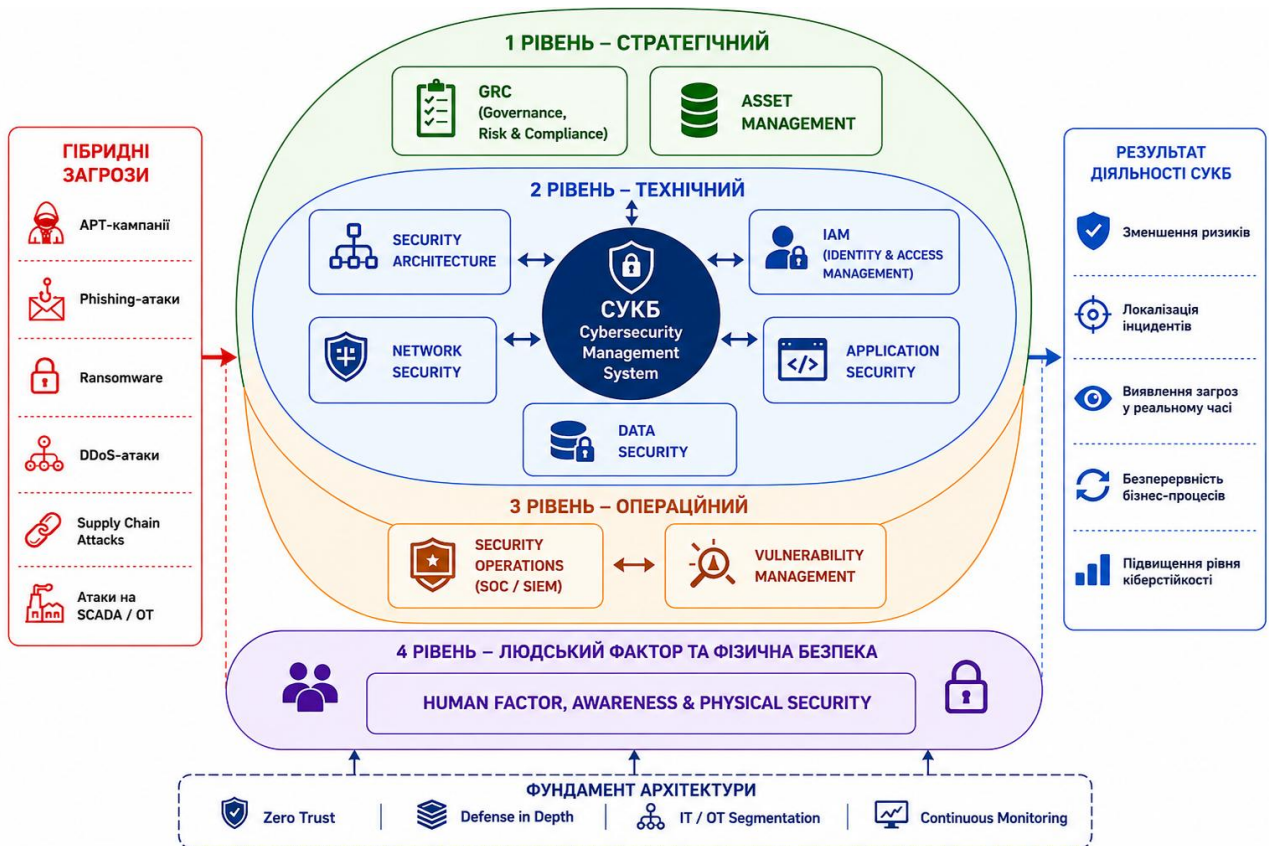 1 РІВЕНЬ – СТРАТЕГІЧНИЙ
GRC
(Governance,
Risk & Compliance)
ASSET
MANAGEMENT
ГІБРИДНІ
ЗАГРОЗИ
АРТ-кампанії
Phishing-атаки
Ransomware
DDoS-атаки
Supply Chain
Attacks
Атаки на
SCADA / OT
2 РІВЕНЬ – ТЕХНІЧНИЙ
SECURITY
ARCHITECTURE
IAM
(IDENTITY & ACCESS
MANAGEMENT)
СУКБ
Cybersecurity
Management
System
NETWORK
SECURITY
APPLICATION
SECURITY
DATA
SECURITY
3 РІВЕНЬ – ОПЕРАЦІЙНИЙ
SECURITY
OPERATIONS
(SOC / SIEM)
VULNERABILITY
MANAGEMENT
4 РІВЕНЬ – ЛЮДСЬКИЙ ФАКТОР ТА ФІЗИЧНА БЕЗПЕКА
HUMAN FACTOR, AWARENESS & PHYSICAL SECURITY
РЕЗУЛЬТАТ
ДІЯЛЬНОСТІ СУКБ
Зменшення ризиків
Локалізація
інцидентів
Виявлення загроз
у реальному часі
Безперервність
бізнес-процесів
Підвищення рівня
кіберстійкості
ФУНДАМЕНТ АРХІТЕКТУРИ
Zero Trust
Defense in Depth
IT / OT Segmentation
Continuous Monitoring